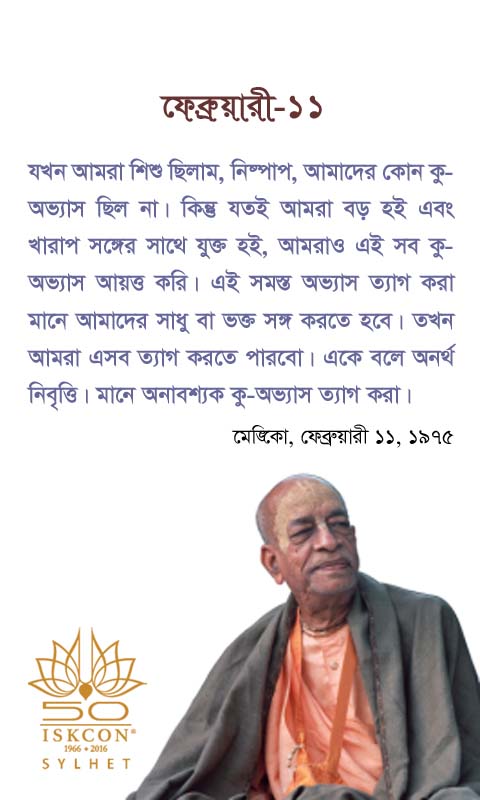 ফেব্রুয়ারী-১১
যখন আমরা শিশু ছিলাম, নিষ্পাপ, আমাদের কোন কু-
অভ্যাস ছিল না। কিন্তু যতই আমরা বড় হই এবং
খারাপ সঙ্গের সাথে যুক্ত হই, আমরাও এই সব কু-
অভ্যাস আয়ত্ত করি। এই সমস্ত অভ্যাস ত্যাগ করা
মানে আমাদের সাধু বা ভক্ত সঙ্গ করতে হবে। তখন
আমরা এসব ত্যাগ করতে পারবো। একে বলে অনর্থ
নিবৃত্তি। মানে অনাবশ্যক কু-অভ্যাস ত্যাগ করা।
মেক্সিকো, ফেব্রুয়ারী ১১, ১৯৭৫
50
ISKCON®
1966 • 2016
SYLHET